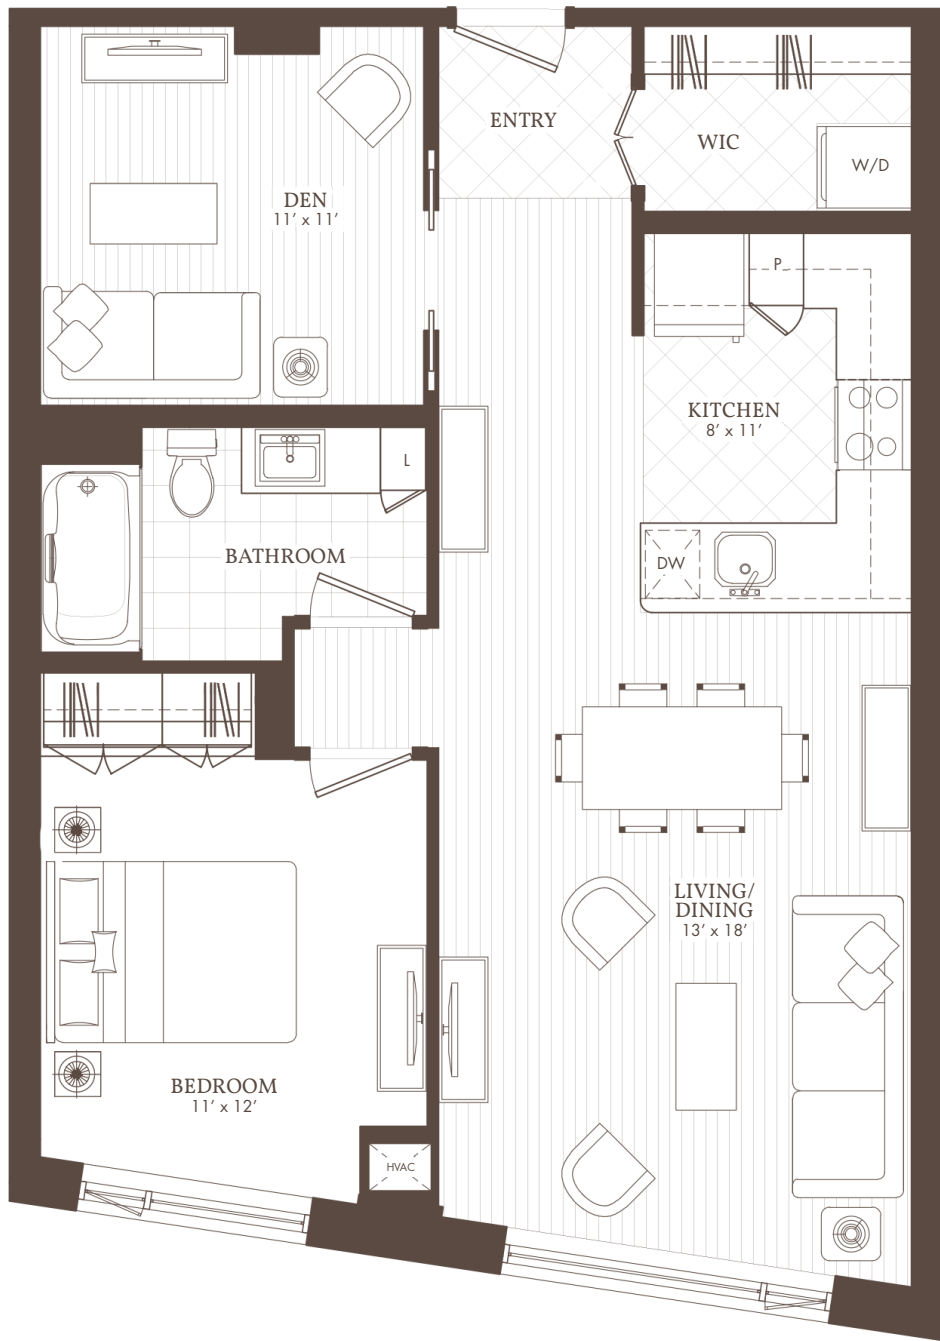 ENTRY
WIC
W/D
DEN
11’ x 11’
P
KITCHEN
8’ x 11’
L
BATHROOM
DW
LIVING/
DINING
13’ x 18’
BEDROOM
11’ x 12’
HVAC